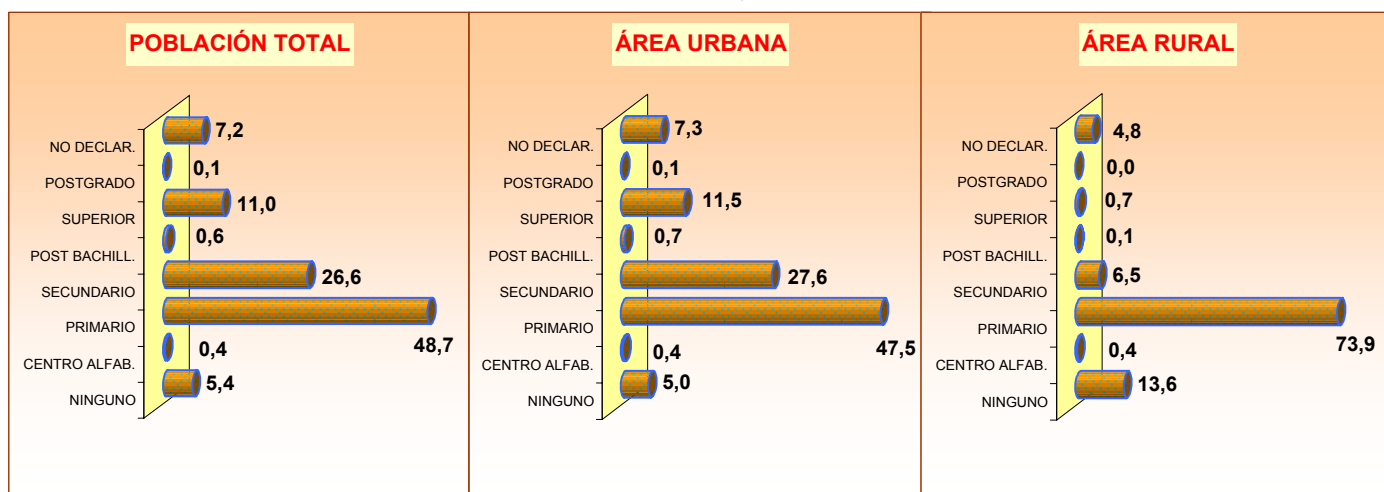 POBLACIÓN TOTAL
NO DECLAR. 7,2
POSTGRADO 0,1
SUPERIOR 11,0
POST BACHILL. 0,6
SECUNDARIO 26,6
PRIMARIO 48,7
CENTRO ALFAB. 0,4
NINGUNO 5,4
ÁREA URBANA
NO DECLAR. 7,3
POSTGRADO 0,1
SUPERIOR 11,5
POST BACHILL. 0,7
SECUNDARIO 27,6
PRIMARIO 47,5
CENTRO ALFAB. 0,4
NINGUNO 5,0
ÁREA RURAL
NO DECLAR. 4,8
POSTGRADO 0,0
SUPERIOR 0,7
POST BACHILL. 0,1
SECUNDARIO 6,5
PRIMARIO 73,9
CENTRO ALFAB. 0,4
NINGUNO 13,6